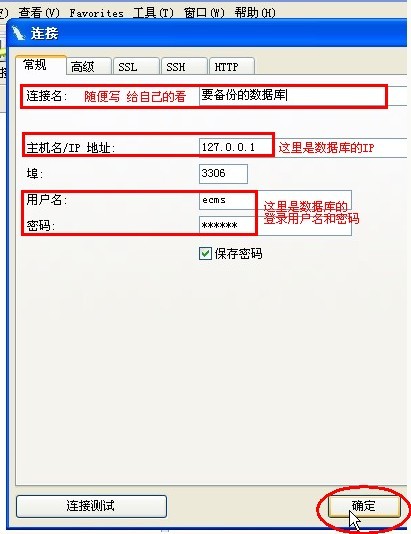 查看(V) Favorites 工具(T) 窗口(W) 帮助(H)
连接
常规 高级 SSL SSH HTTP
连接名: 随便写 给自己的看 要备份的数据库
主机名/IP 地址: 127.0.0.1 这里是数据库的IP
埠: 3306
用户名: ecms 这里是数据库的
登录用户名和密码
密码: ******
保存密码
连接测试 确定